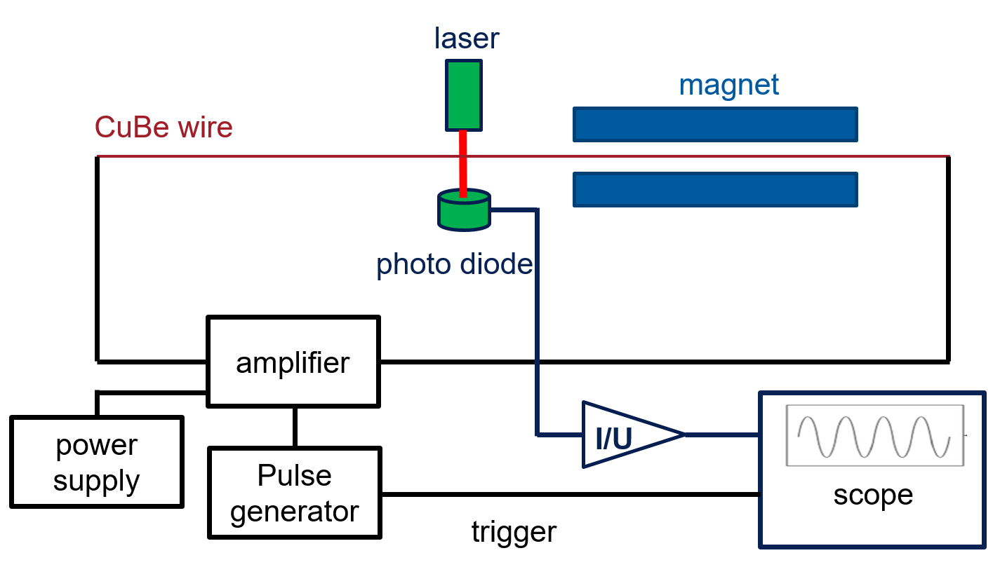 laser
magnet
CuBe wire
photo diode
amplifier
power
supply
Pulse
generator
I/U
scope
trigger